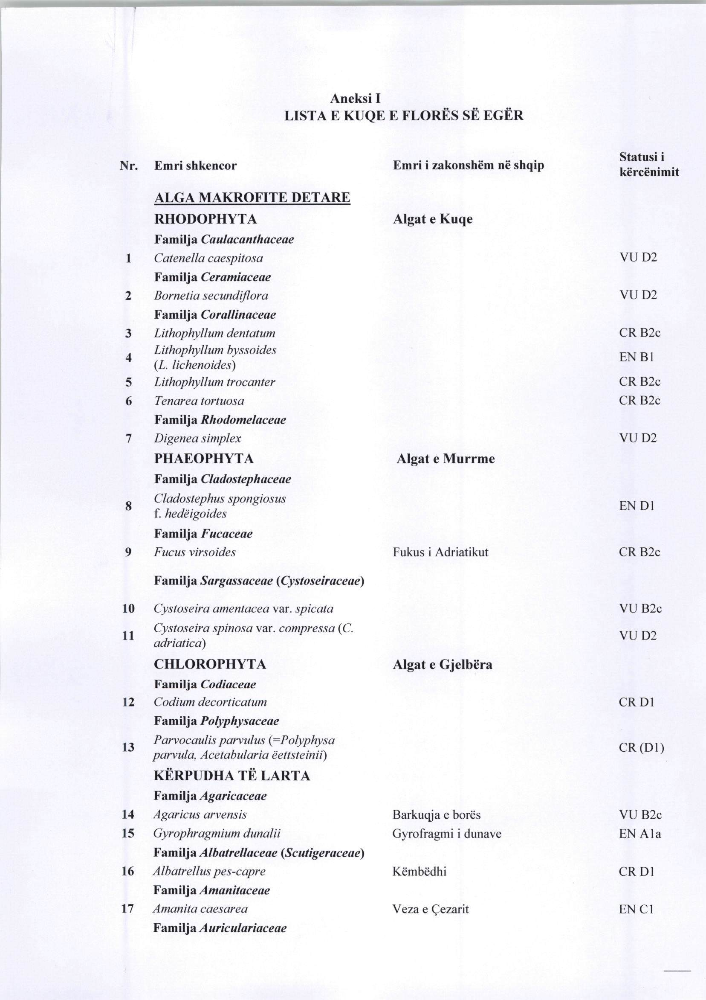 Aneksi I
LISTA E KUQE E FLORËS SË EGËR
Nr. Emri shkencor Emri i zakonshëm në shqip Statusi i kërcënimit
ALGA MAKROFITE DETARE
RHODOPHYTA Algat e Kuqe
Familja Caulacanthaceae
1 Catenella caespitosa VU D2
Familja Ceramiaceae
2 Bornetia secundiflora VU D2
Familja Corallinaceae
3 Lithophyllum dentatum CR B2c
4 Lithophyllum byssoides
(L. lichenoides) EN B1
5 Lithophyllum trocanter CR B2c
6 Tenarea tortuosa CR B2c
Familja Rhodomelaceae
7 Digenea simplex VU D2
PHAEOPHYTA Algat e Murrme
Familja Cladostephaceae
8 Cladostephus spongiosus
f. hedëigoides EN D1
Familja Fucaceae
9 Fucus virsoides Fukus i Adriatikut CR B2c
Familja Sargassaceae (Cystoseiraceae)
10 Cystoseira amentacea var. spicata VU B2c
11 Cystoseira spinosa var. compressa (C.
adriatica) VU D2
CHLOROPHYTA Algat e Gjelbëra
Familja Codiaceae
12 Codium decorticatum CR D1
Familja Polyphysaceae
13 Parvocaulis parvulus (=Polyphysa
parvula, Acetabularia ëettsteinii) CR (D1)
KËRPUDHA TË LARTA
Familja Agaricaceae
14 Agaricus arvensis Barkuqja e borës VU B2c
15 Gyrophragmium dunalii Gyrofragmi i dunave EN A1a
Familja Albatrellaceae (Scutigeraceae)
16 Albatrellus pes-capre Këmbëdhi CR D1
Familja Amanitaceae
17 Amanita caesarea Veza e Çezarit EN C1
Familja Auriculariaceae